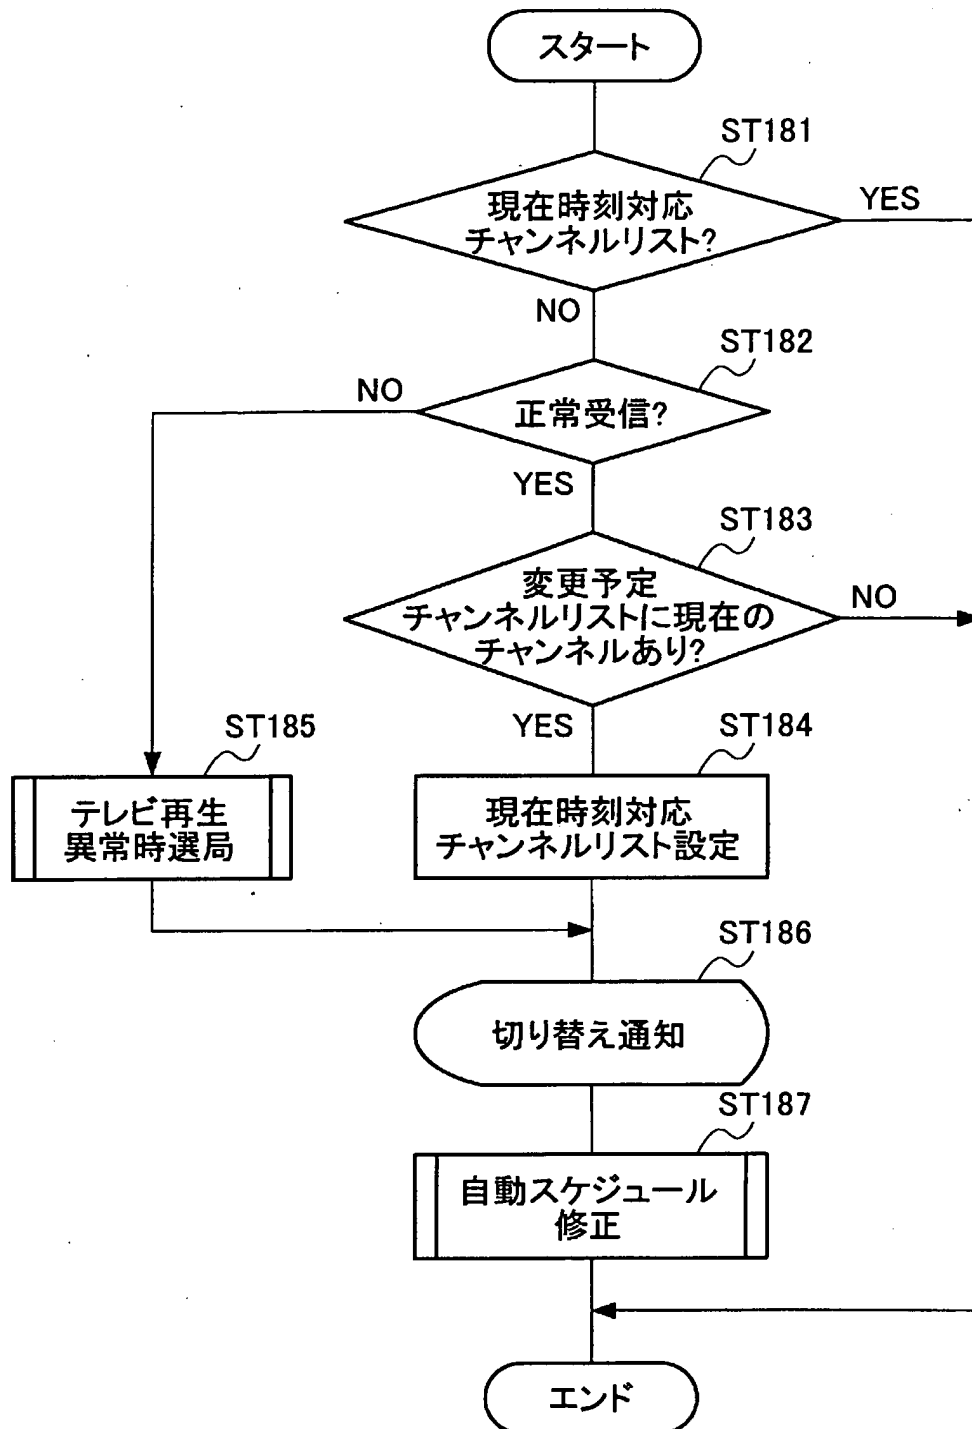 スタート
ST181
現在時刻対応
チャンネルリスト?
YES
NO
ST182
正常受信?
NO
YES
ST183
変更予定
チャンネルリストに現在の
チャンネルあり?
NO
YES
ST184
現在時刻対応
チャンネルリスト設定
ST185
テレビ再生
異常時選局
ST186
切り替え通知
ST187
自動スケジュール
修正
エンド